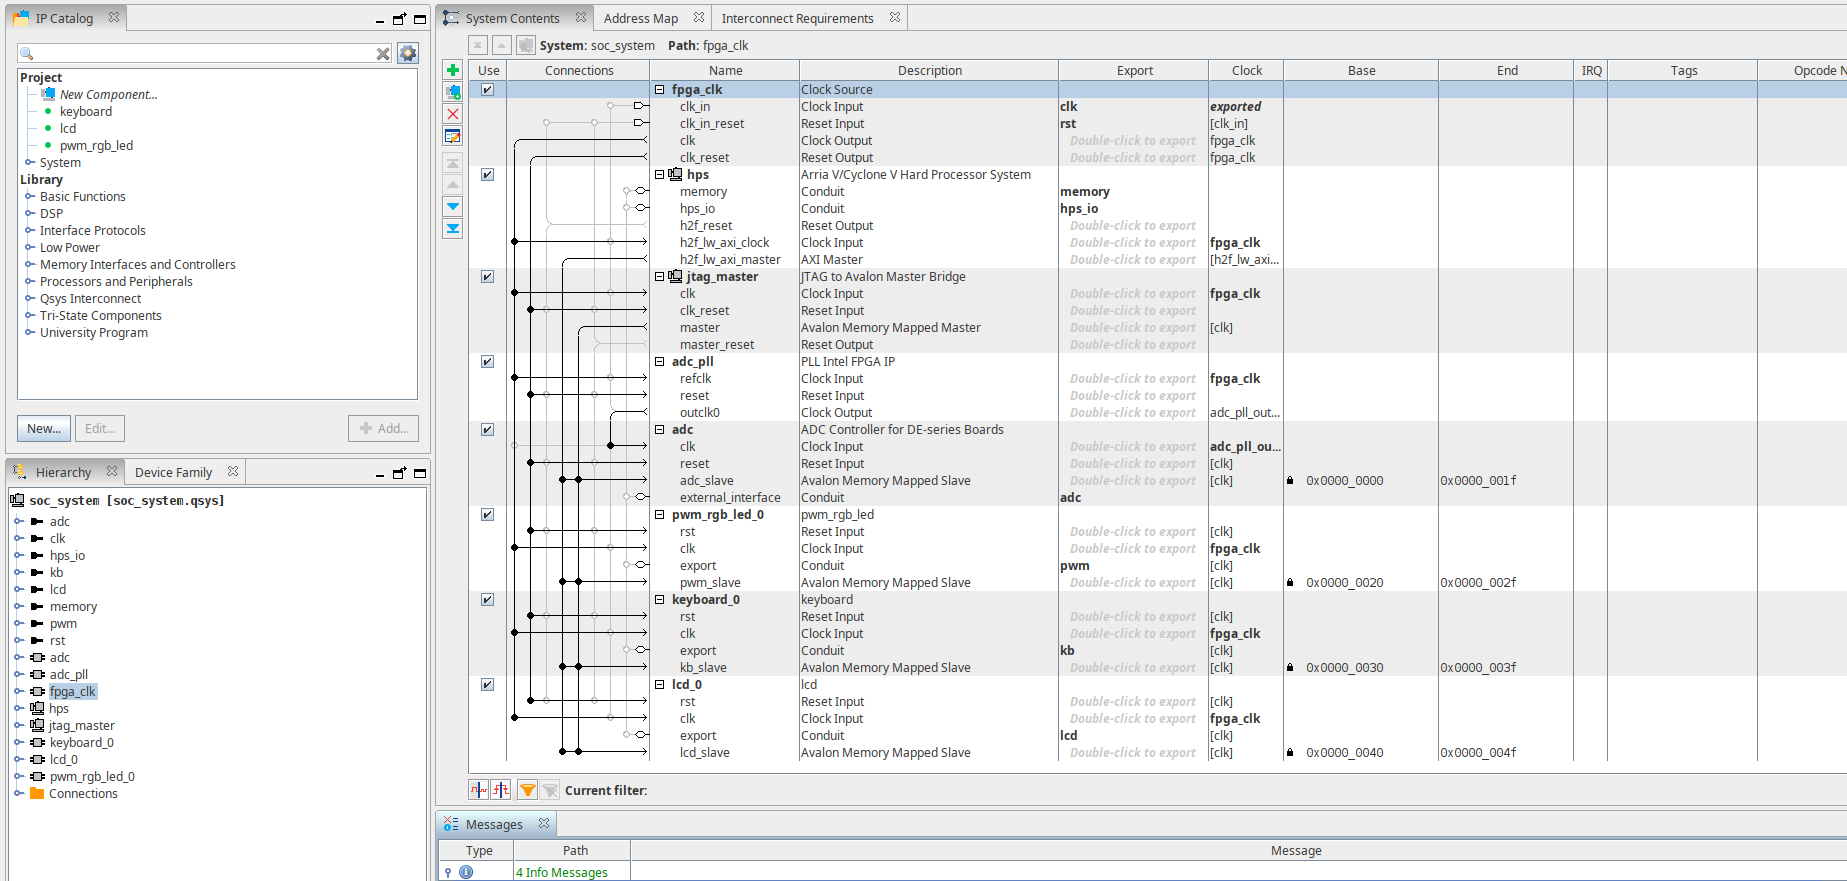 IP Catalog
Project
New Component...
keyboard
lcd
pwm_rgb_led
System
Library
Basic Functions
DSP
Interface Protocols
Low Power
Memory Interfaces and Controllers
Processors and Peripherals
Qsys Interconnect
Tri-State Components
University Program
New... Edit... Add...
Hierarchy Device Family
soc_system [soc_system.qsys]
adc
clk
hps_io
kb
lcd
memory
pwm
rst
adc
adc_pll
fpga_clk
hps
jtag_master
keyboard_0
lcd_0
pwm_rgb_led_0
Connections
System Contents Address Map Interconnect Requirements
System: soc_system Path: fpga_clk
Use Connections Name Description Export Clock Base End IRQ Tags Opcode N
fpga_clk Clock Source
clk_in Clock Input clk exported
clk_in_reset Reset Input rst [clk_in]
clk Clock Output Double-click to export fpga_clk
clk_reset Reset Output Double-click to export fpga_clk
hps Arria V/Cyclone V Hard Processor System
memory Conduit memory
hps_io Conduit hps_io
h2f_reset Reset Output Double-click to export
h2f_lw_axi_clock Clock Input Double-click to export fpga_clk
h2f_lw_axi_master AXI Master Double-click to export [h2f_lw_axi...
jtag_master JTAG to Avalon Master Bridge
clk Clock Input Double-click to export fpga_clk
clk_reset Reset Input Double-click to export
master Avalon Memory Mapped Master Double-click to export [clk]
master_reset Reset Output Double-click to export
adc_pll PLL Intel FPGA IP
refclk Clock Input Double-click to export fpga_clk
reset Reset Input Double-click to export
outclk0 Clock Output Double-click to export adc_pll_out...
adc ADC Controller for DE-series Boards
clk Clock Input Double-click to export adc_pll_ou...
reset Reset Input Double-click to export [clk]
adc_slave Avalon Memory Mapped Slave Double-click to export [clk] 0x0000_0000 0x0000_001f
external_interface Conduit adc
pwm_rgb_led_0 pwm_rgb_led
rst Reset Input Double-click to export [clk]
clk Clock Input Double-click to export fpga_clk
export Conduit pwm [clk]
pwm_slave Avalon Memory Mapped Slave Double-click to export [clk] 0x0000_0020 0x0000_002f
keyboard_0 keyboard
rst Reset Input Double-click to export [clk]
clk Clock Input Double-click to export fpga_clk
export Conduit kb [clk]
kb_slave Avalon Memory Mapped Slave Double-click to export [clk] 0x0000_0030 0x0000_003f
lcd_0 lcd
rst Reset Input Double-click to export [clk]
clk Clock Input Double-click to export fpga_clk
export Conduit lcd [clk]
lcd_slave Avalon Memory Mapped Slave Double-click to export [clk] 0x0000_0040 0x0000_004f
Current filter:
Messages
Type Path Message
4 Info Messages